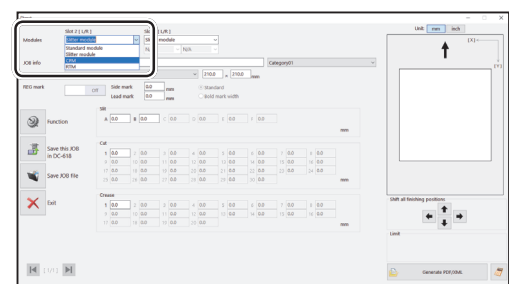 Unit: mm inch
Slot 2 [ L/R ] [ L/R ]
Modules Slitter module module
Standard module
Slitter module
CPM
RTM
N/A
JOB info Category01
210.0 × 210.0 mm
REG mark Off Side mark 0.0 mm Standard
Lead mark 0.0 mm Bold mark width
Slit
Function A 0.0 B 0.0 C 0.0 D 0.0 E 0.0 F 0.0
mm
Cut
Save this JOB in DC-618
1 0.0 2 0.0 3 0.0 4 0.0 5 0.0 6 0.0 7 0.0 8 0.0
9 0.0 10 0.0 11 0.0 12 0.0 13 0.0 14 0.0 15 0.0 16 0.0
17 0.0 18 0.0 19 0.0 20 0.0 21 0.0 22 0.0 23 0.0 24 0.0
25 0.0 26 0.0 27 0.0 28 0.0 29 0.0 30 0.0 mm
Save JOB file
Crease
Exit
1 0.0 2 0.0 3 0.0 4 0.0 5 0.0 6 0.0 7 0.0 8 0.0
9 0.0 10 0.0 11 0.0 12 0.0 13 0.0 14 0.0 15 0.0 16 0.0
17 0.0 18 0.0 19 0.0 20 0.0 mm
[ 1/1 ]
[X]
[Y]
Shift all finishing positions
Limit
Generate PDF/XML